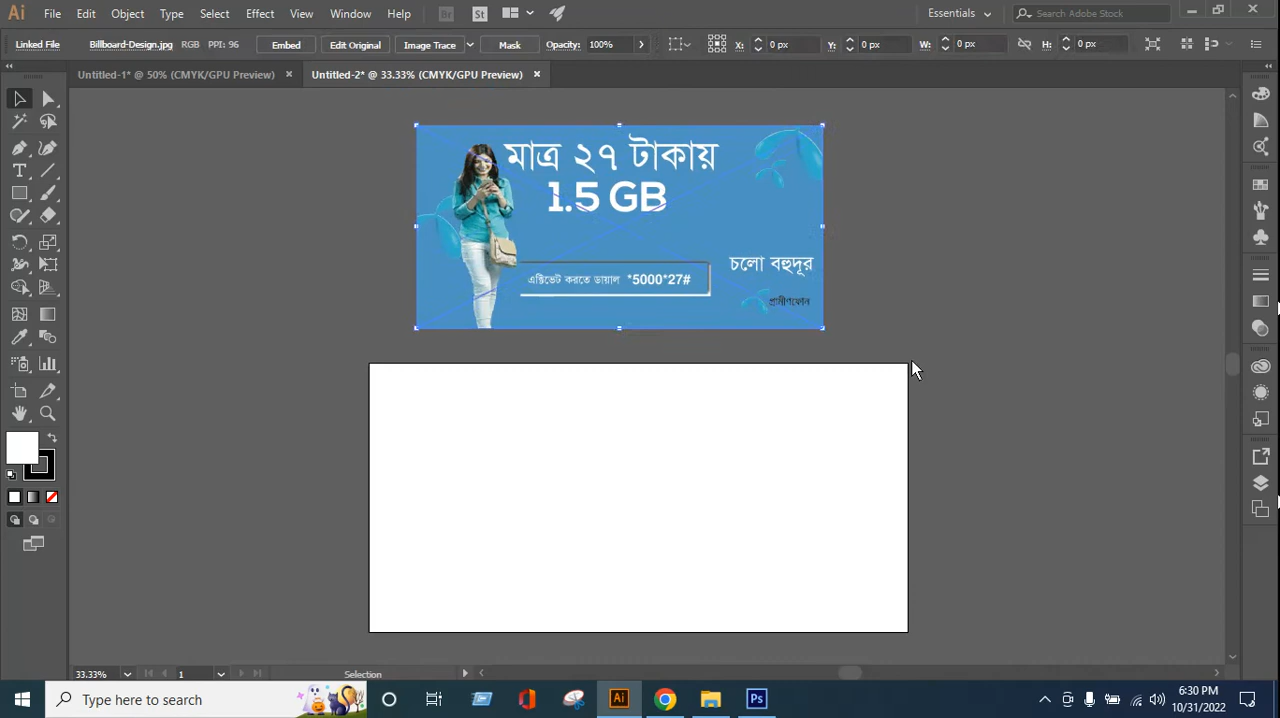 Ai File Edit Object Type Select Effect View Window Help Br St Essentials Search Adobe Stock
Linked File Billboard-Design.jpg RGB PPI: 96 Embed Edit Original Image Trace Mask Opacity: 100% X: 0 px Y: 0 px W: 0 px H: 0 px
Untitled-1* @ 50% (CMYK/GPU Preview) × Untitled-2* @ 33.33% (CMYK/GPU Preview) ×
মাত্র ২৭ টাকায়
1.5 GB
চলো বহুদূর
এক্টিভেট করতে ডায়াল *5000*27#
গ্রামীণফোন
33.33% 1 Selection
Type here to search Ai Ps 6:30 PM
10/31/2022